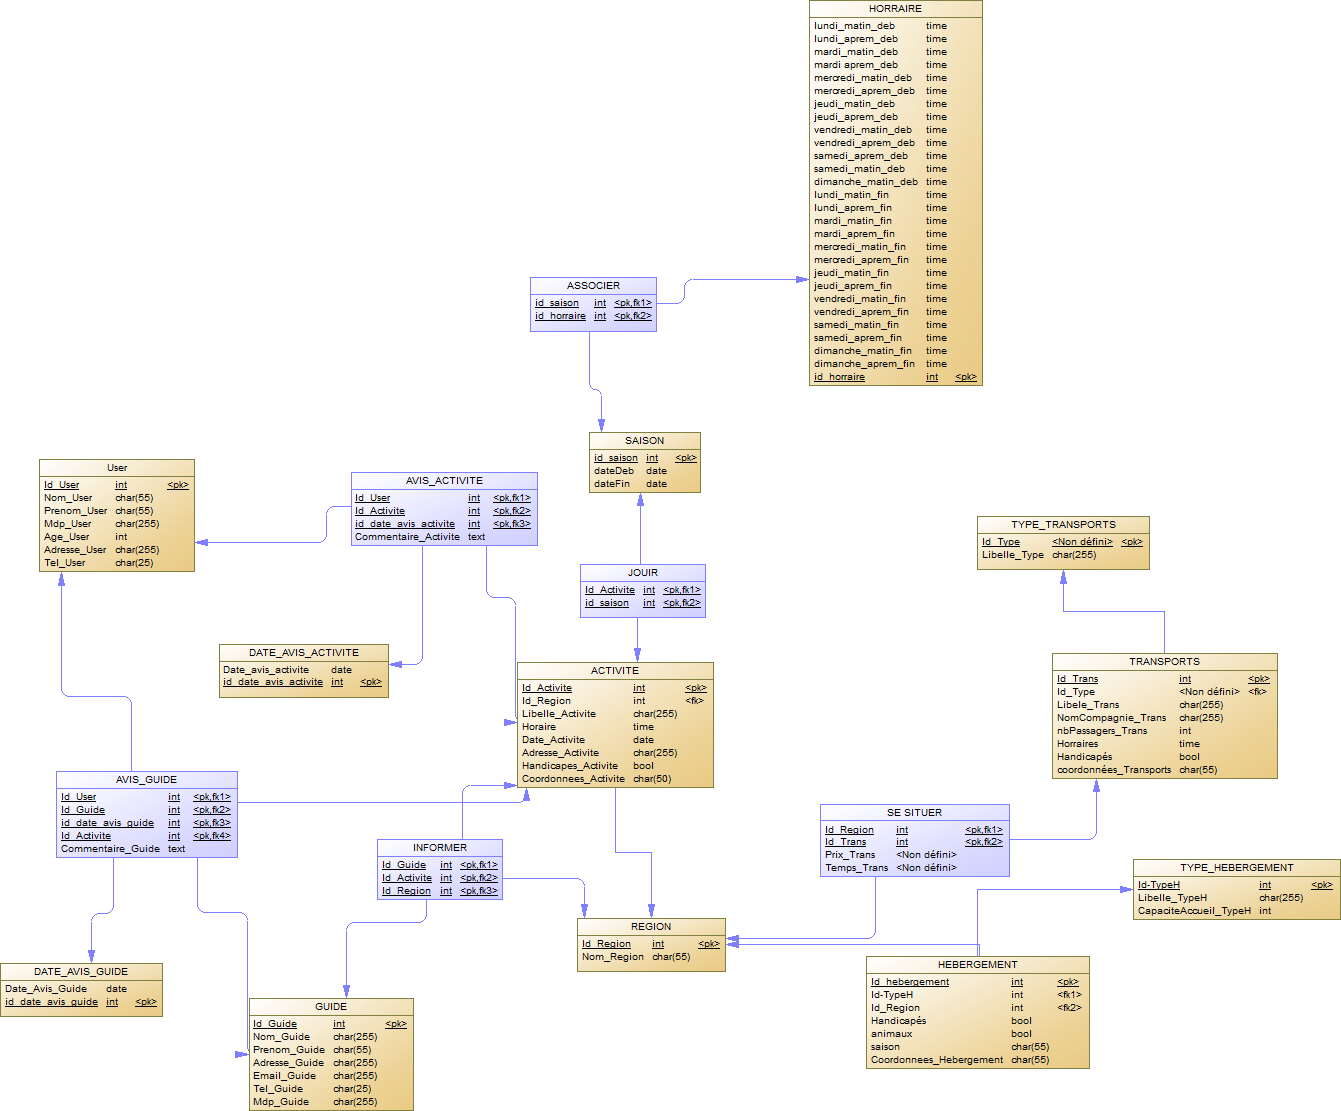 HORRAIRE
lundi_matin_deb time
lundi_aprem_deb time
mardi_matin_deb time
mardi aprem_deb time
mercredi_matin_deb time
mercredi_aprem_deb time
jeudi_matin_deb time
jeudi_aprem_deb time
vendredi_matin_deb time
vendredi_aprem_deb time
samedi_aprem_deb time
samedi_matin_deb time
dimanche_matin_deb time
lundi_matin_fin time
lundi_aprem_fin time
mardi_matin_fin time
mardi_aprem_fin time
mercredi_matin_fin time
mercredi_aprem_fin time
jeudi_matin_fin time
jeudi_aprem_fin time
vendredi_matin_fin time
vendredi_aprem_fin time
samedi_matin_fin time
samedi_aprem_fin time
dimanche_matin_fin time
dimanche_aprem_fin time
id_horraire int <pk>
ASSOCIER
id_saison int <pk,fk1>
id_horraire int <pk,fk2>
SAISON
id_saison int <pk>
dateDeb date
dateFin date
User
Id_User int <pk>
Nom_User char(55)
Prenom_User char(55)
Mdp_User char(255)
Age_User int
Adresse_User char(255)
Tel_User char(25)
AVIS_ACTIVITE
Id_User int <pk,fk1>
Id_Activite int <pk,fk2>
id_date_avis_activite int <pk,fk3>
Commentaire_Activite text
TYPE_TRANSPORTS
Id_Type <Non défini> <pk>
Libelle_Type char(255)
JOUIR
Id_Activite int <pk,fk1>
id_saison int <pk,fk2>
DATE_AVIS_ACTIVITE
Date_avis_activite date
id_date_avis_activite int <pk>
ACTIVITE
Id_Activite int <pk>
Id_Region int <fk>
Libelle_Activite char(255)
Horaire time
Date_Activite date
Adresse_Activite char(255)
Handicapes_Activite bool
Coordonnees_Activite char(50)
TRANSPORTS
Id_Trans int <pk>
Id_Type <Non défini> <fk>
Libele_Trans char(255)
NomCompagnie_Trans char(255)
nbPassagers_Trans int
Horraires time
Handicapés bool
coordonnées_Transports char(55)
AVIS_GUIDE
Id_User int <pk,fk1>
Id_Guide int <pk,fk2>
id_date_avis_guide int <pk,fk3>
Id_Activite int <pk,fk4>
Commentaire_Guide text
SE SITUER
Id_Region int <pk,fk1>
Id_Trans int <pk,fk2>
Prix_Trans <Non défini>
Temps_Trans <Non défini>
INFORMER
Id_Guide int <pk,fk1>
Id_Activite int <pk,fk2>
Id_Region int <pk,fk3>
TYPE_HEBERGEMENT
Id-TypeH int <pk>
Libelle_TypeH char(255)
CapaciteAccueil_TypeH int
REGION
Id_Region int <pk>
Nom_Region char(55)
DATE_AVIS_GUIDE
Date_Avis_Guide date
id_date_avis_guide int <pk>
HEBERGEMENT
Id_hebergement int <pk>
Id-TypeH int <fk1>
Id_Region int <fk2>
Handicapés bool
animaux bool
saison char(55)
Coordonnees_Hebergement char(55)
GUIDE
Id_Guide int <pk>
Nom_Guide char(255)
Prenom_Guide char(55)
Adresse_Guide char(255)
Email_Guide char(255)
Tel_Guide char(25)
Mdp_Guide char(255)